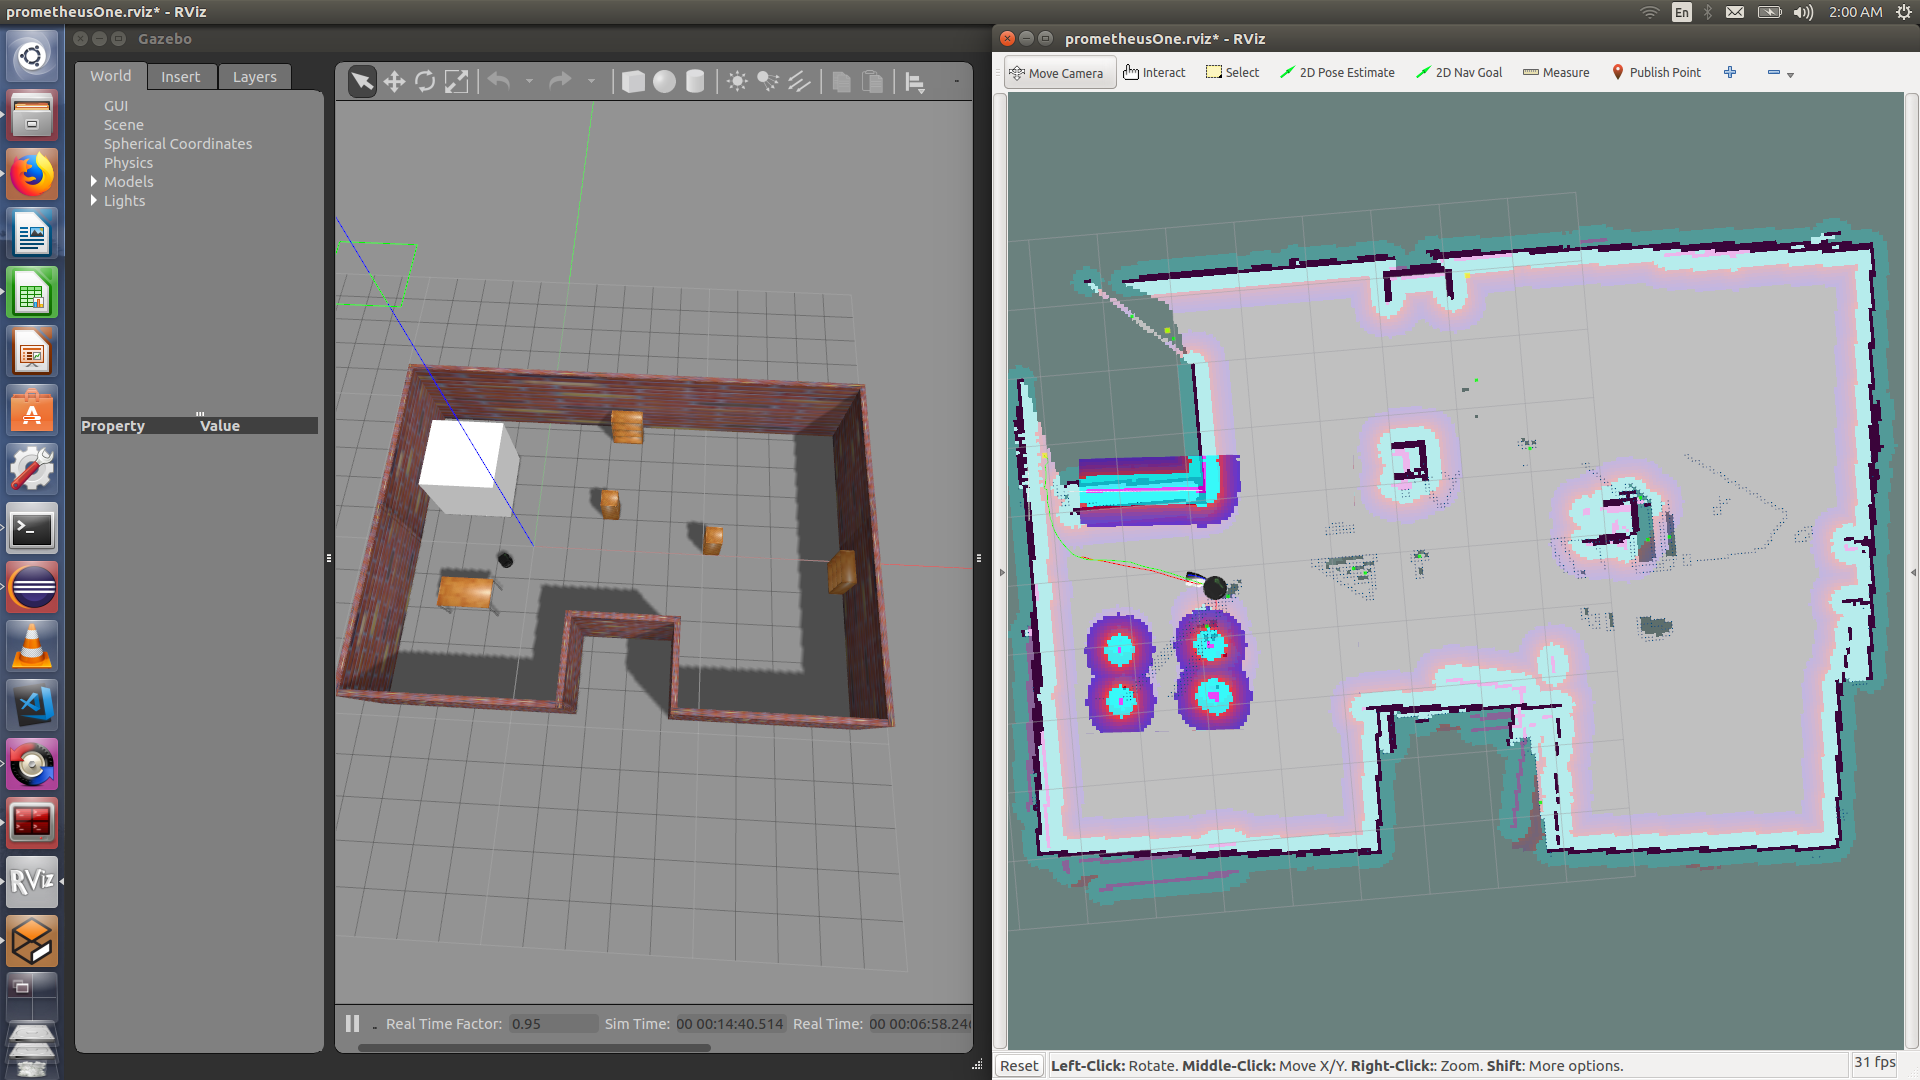 prometheusOne.rviz* - RViz
En
2:00 AM
Gazebo
World
Insert
Layers
GUI
Scene
Spherical Coordinates
Physics
Models
Lights
Property
Value
Real Time Factor:
0.95
Sim Time:
00 00:14:40.514
Real Time:
00 00:06:58.24
prometheusOne.rviz* - RViz
Move Camera
Interact
Select
2D Pose Estimate
2D Nav Goal
Measure
Publish Point
Reset
Left-Click: Rotate. Middle-Click: Move X/Y. Right-Click:: Zoom. Shift: More options.
31 fps
RViz